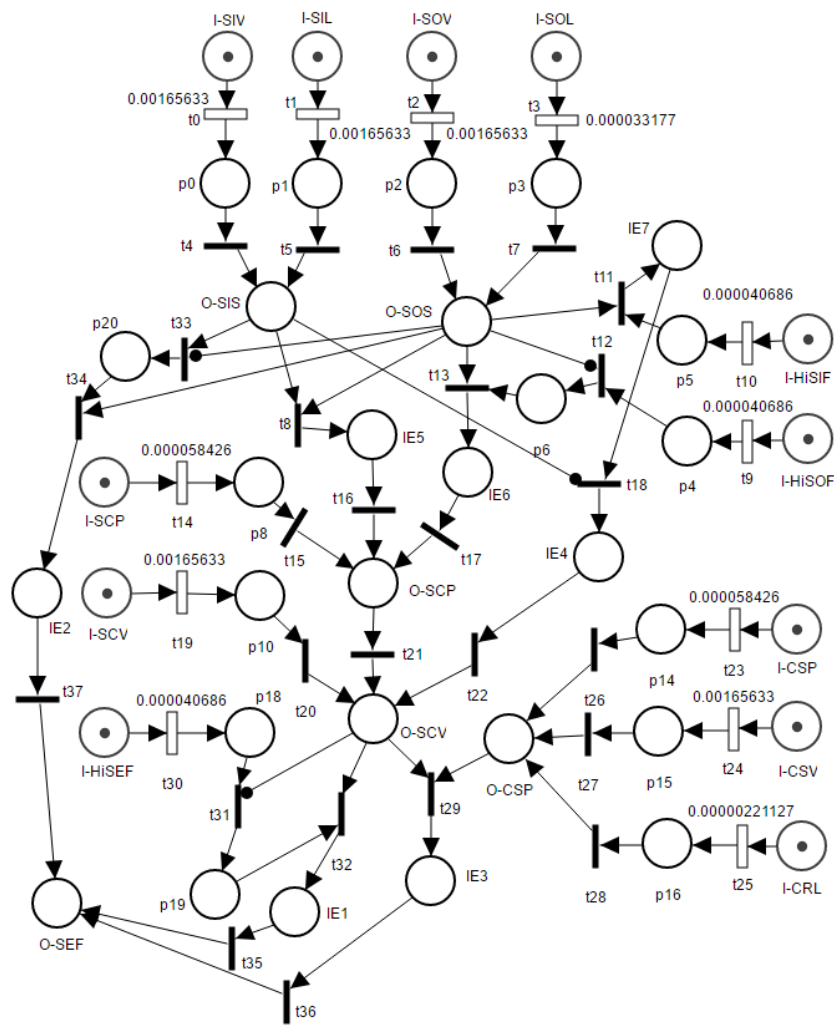 I-SIV
I-SIL
I-SOV
I-SOL
0.00165633
t0
t1
0.00165633
t2
0.00165633
t3
0.000033177
p0
p1
p2
p3
t4
t5
t6
t7
IE7
t11
O-SIS
O-SOS
0.000040686
p20
t33
t12
p5
t10
I-HiSIF
t34
t13
t8
p6
0.000040686
IE5
p4
t9
I-HiSOF
0.000058426
IE6
t18
I-SCP
t14
p8
t16
t15
t17
IE4
0.00165633
O-SCP
0.000058426
IE2
I-SCV
t19
p10
t21
t22
t26
p14
t23
I-CSP
t37
0.000040686
p18
t20
O-SCV
0.00165633
I-HiSEF
t30
O-CSP
t27
p15
t24
I-CSV
t31
t29
0.00000221127
t32
p19
IE1
IE3
t28
p16
t25
I-CRL
O-SEF
t35
t36